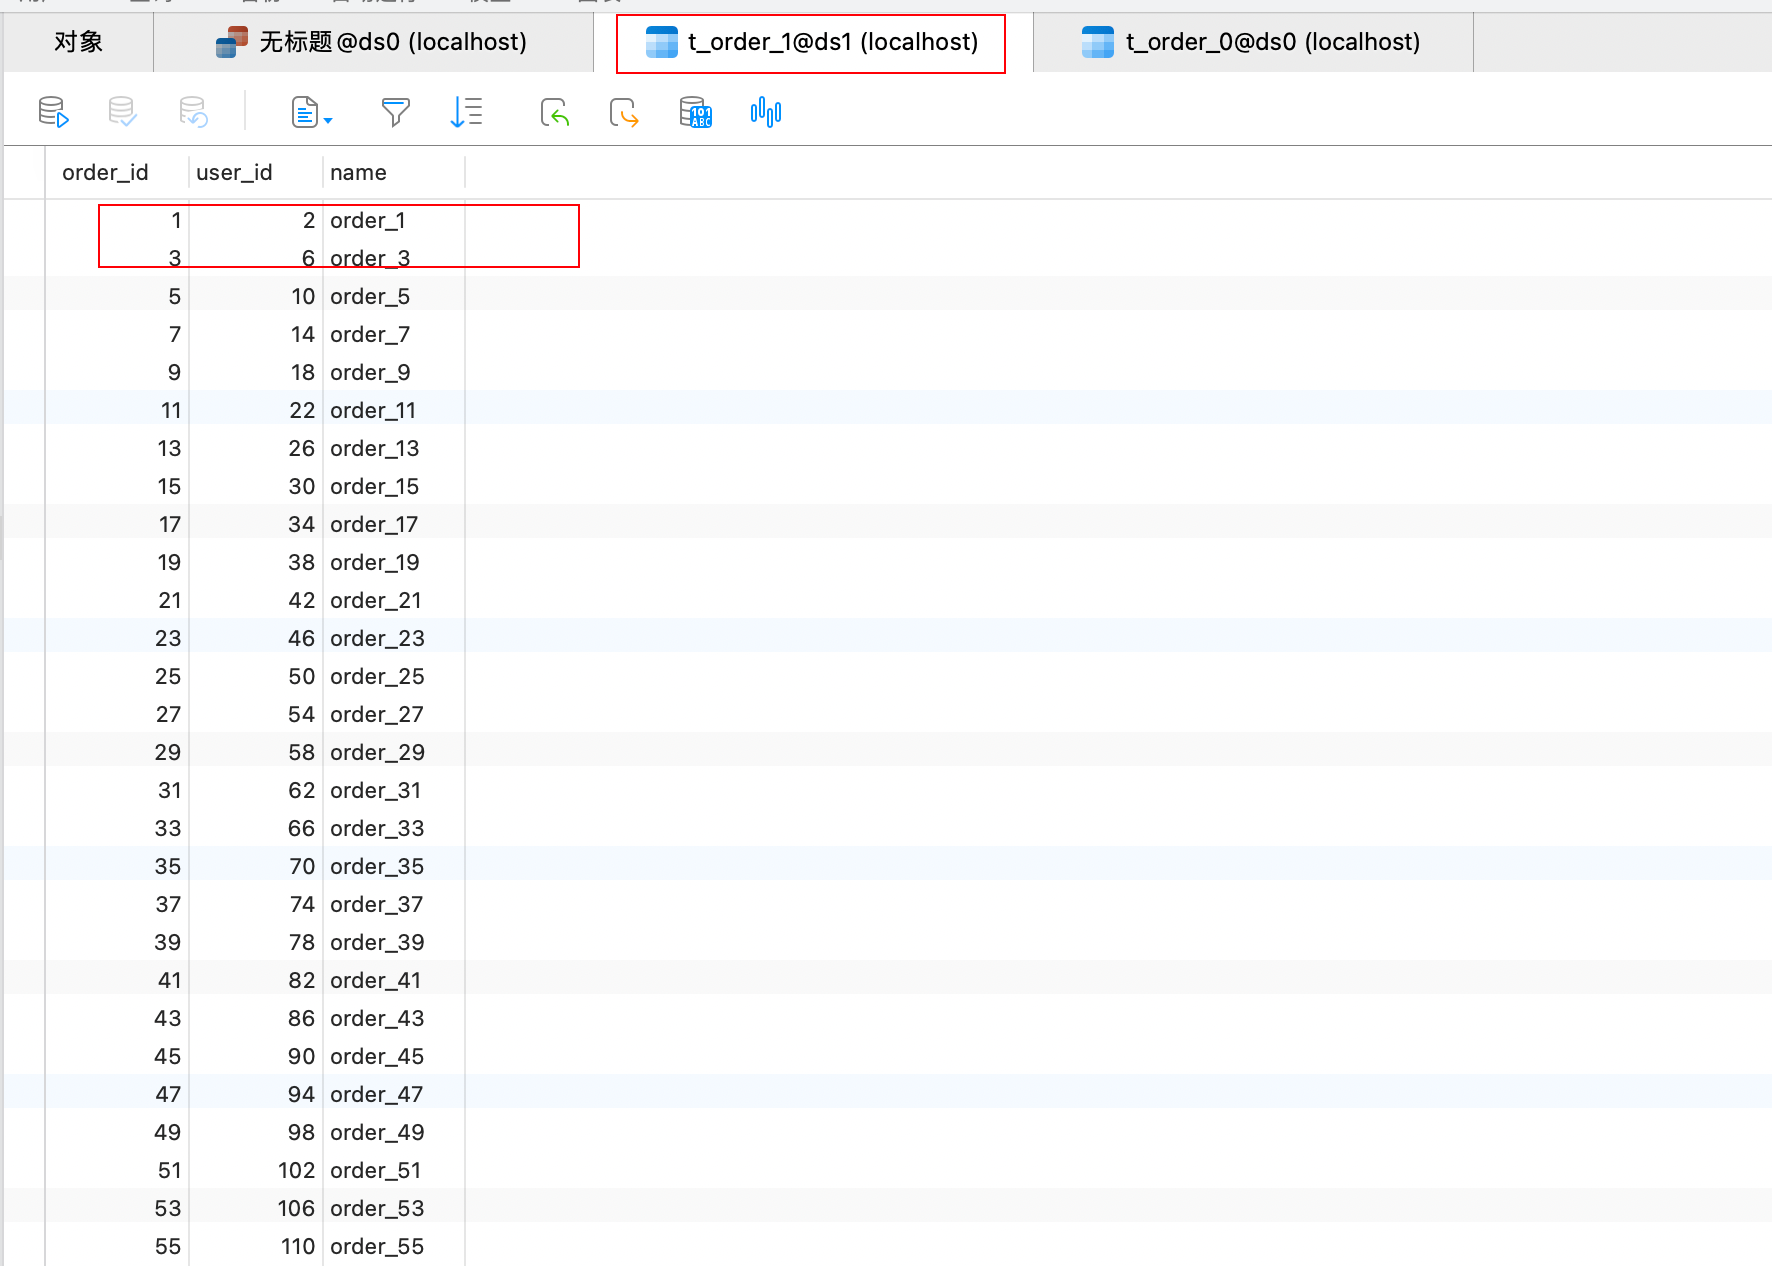 对象
无标题 @ds0 (localhost)
t_order_1@ds1 (localhost)
t_order_0@ds0 (localhost)
101
ABC
order_id user_id name
1 2 order_1
3 6 order_3
5 10 order_5
7 14 order_7
9 18 order_9
11 22 order_11
13 26 order_13
15 30 order_15
17 34 order_17
19 38 order_19
21 42 order_21
23 46 order_23
25 50 order_25
27 54 order_27
29 58 order_29
31 62 order_31
33 66 order_33
35 70 order_35
37 74 order_37
39 78 order_39
41 82 order_41
43 86 order_43
45 90 order_45
47 94 order_47
49 98 order_49
51 102 order_51
53 106 order_53
55 110 order_55